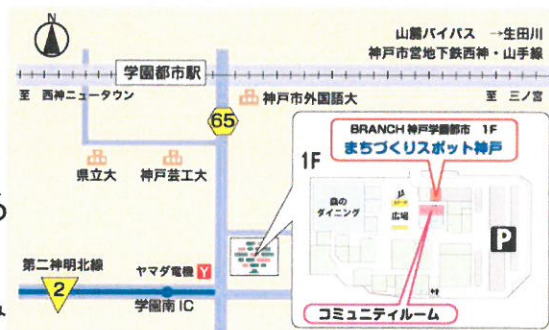 N
山麓バイパス →生田川
神戸市営地下鉄西神・山手線
学園都市駅
至 西神ニュータウン
神戸市外国語大
至 三ノ宮
65
県立大
神戸芸工大
BRANCH 神戸学園都市 1F
まちづくりスポット神戸
1F
森の
ダイニング
広場
P
コミュニティルーム
第二神明北線
2
ヤマダ電機 Y
学園南 IC
る